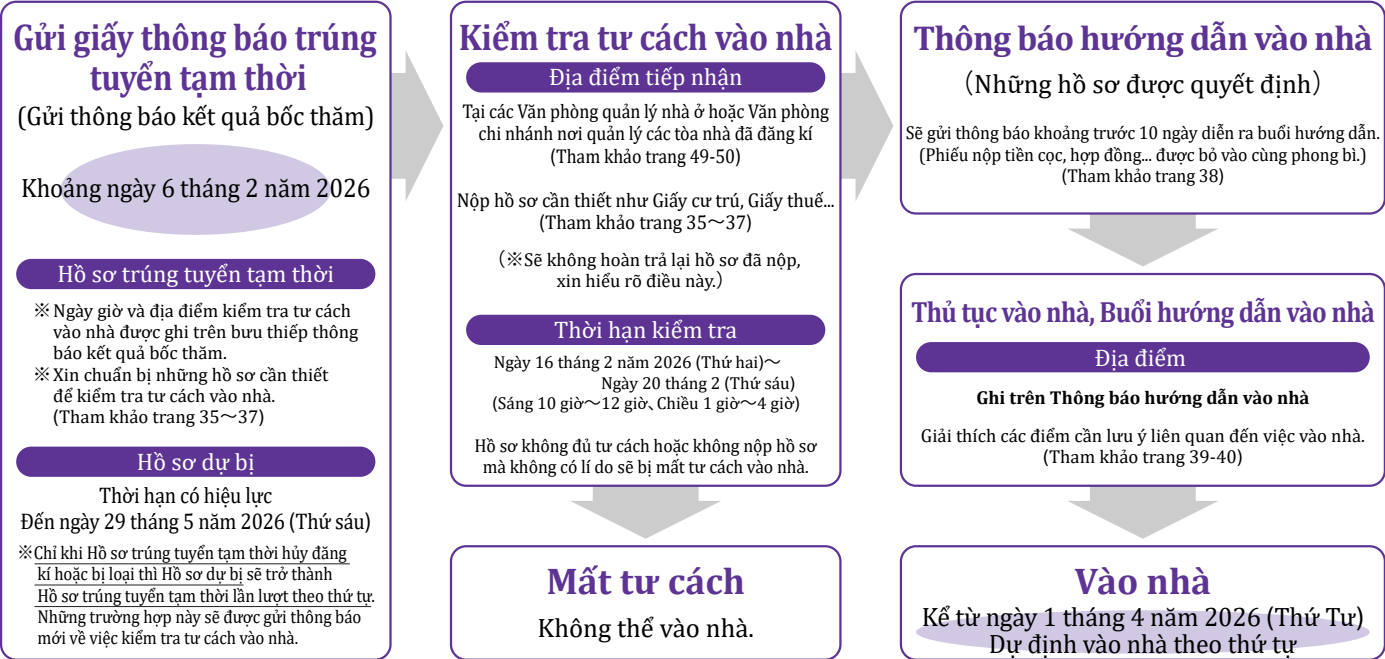 Gửi giấy thông báo trúng
tuyển tạm thời
(Gửi thông báo kết quả bốc thăm)
Khoảng ngày 6 tháng 2 năm 2026
Hồ sơ trúng tuyển tạm thời
※Ngày giờ và địa điểm kiểm tra tư cách
vào nhà được ghi trên bưu thiếp thông
báo kết quả bốc thăm.
※Xin chuẩn bị những hồ sơ cần thiết
để kiểm tra tư cách vào nhà.
(Tham khảo trang 35～37)
Hồ sơ dự bị
Thời hạn có hiệu lực
Đến ngày 29 tháng 5 năm 2026 (Thứ sáu)
※Chỉ khi Hồ sơ trúng tuyển tạm thời hủy đăng
kí hoặc bị loại thì Hồ sơ dự bị sẽ trở thành
Hồ sơ trúng tuyển tạm thời lần lượt theo thứ tự.
Những trường hợp này sẽ được gửi thông báo
mới về việc kiểm tra tư cách vào nhà.
Kiểm tra tư cách vào nhà
Địa điểm tiếp nhận
Tại các Văn phòng quản lý nhà ở hoặc Văn phòng
chi nhánh nơi quản lý các tòa nhà đã đăng kí
(Tham khảo trang 49-50)
Nộp hồ sơ cần thiết như Giấy cư trú, Giấy thuế...
(Tham khảo trang 35～37)
（※Sẽ không hoàn trả lại hồ sơ đã nộp,
xin hiểu rõ điều này.）
Thời hạn kiểm tra
Ngày 16 tháng 2 năm 2026 (Thứ hai)～
Ngày 20 tháng 2 (Thứ sáu)
(Sáng 10 giờ～12 giờ、Chiều 1 giờ～4 giờ)
Hồ sơ không đủ tư cách hoặc không nộp hồ sơ
mà không có lí do sẽ bị mất tư cách vào nhà.
Mất tư cách
Không thể vào nhà.
Thông báo hướng dẫn vào nhà
（Những hồ sơ được quyết định）
Sẽ gửi thông báo khoảng trước 10 ngày diễn ra buổi hướng dẫn.
(Phiếu nộp tiền cọc, hợp đồng... được bỏ vào cùng phong bì.)
(Tham khảo trang 38)
Thủ tục vào nhà, Buổi hướng dẫn vào nhà
Địa điểm
Ghi trên Thông báo hướng dẫn vào nhà
Giải thích các điểm cần lưu ý liên quan đến việc vào nhà.
(Tham khảo trang 39-40)
Vào nhà
Kể từ ngày 1 tháng 4 năm 2026 (Thứ Tư)
Dự định vào nhà theo thứ tự